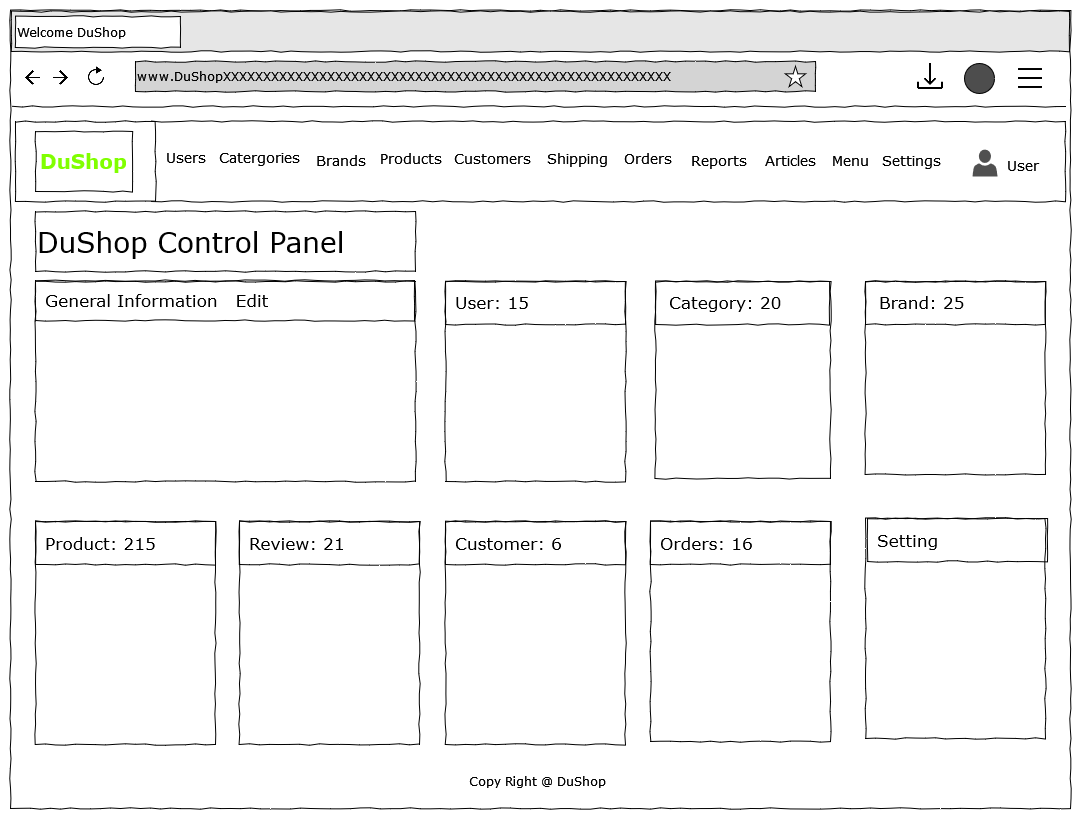 Welcome DuShop
www.DuShopXXXXXXXXXXXXXXXXXXXXXXXXXXXXXXXXXXXXXXXXXXXXXXXXXXXXXXXX
DuShop Users Catergories Brands Products Customers Shipping Orders Reports Articles Menu Settings User
DuShop Control Panel
General Information Edit User: 15 Category: 20 Brand: 25
Product: 215 Review: 21 Customer: 6 Orders: 16 Setting
Copy Right @ DuShop